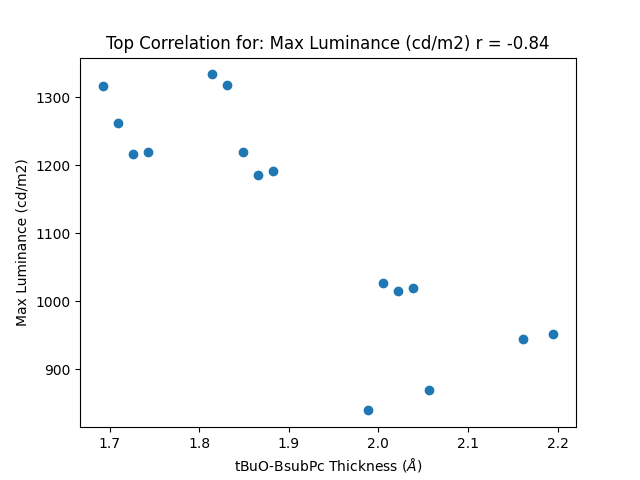 Top Correlation for: Max Luminance (cd/m2) r = -0.84
Max Luminance (cd/m2)
1300
1200
1100
1000
900
1.7 1.8 1.9 2.0 2.1 2.2
tBuO-BsubPc Thickness (Å)